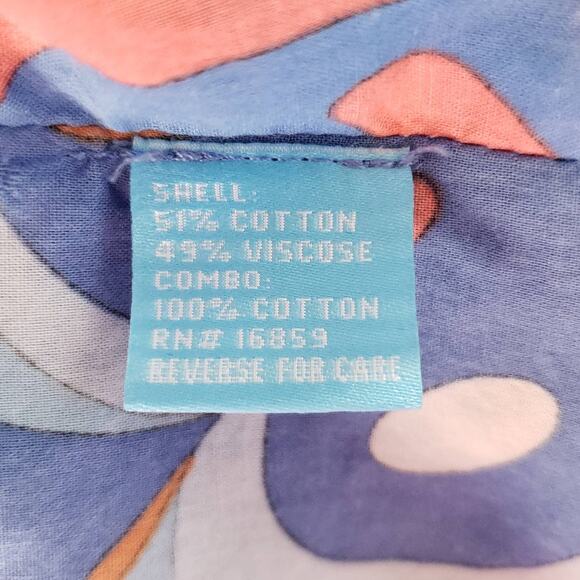 SHELL:
51% COTTON
49% VISCOSE
COMBO:
100% COTTON
RN# 16859
REVERSE FOR CARE